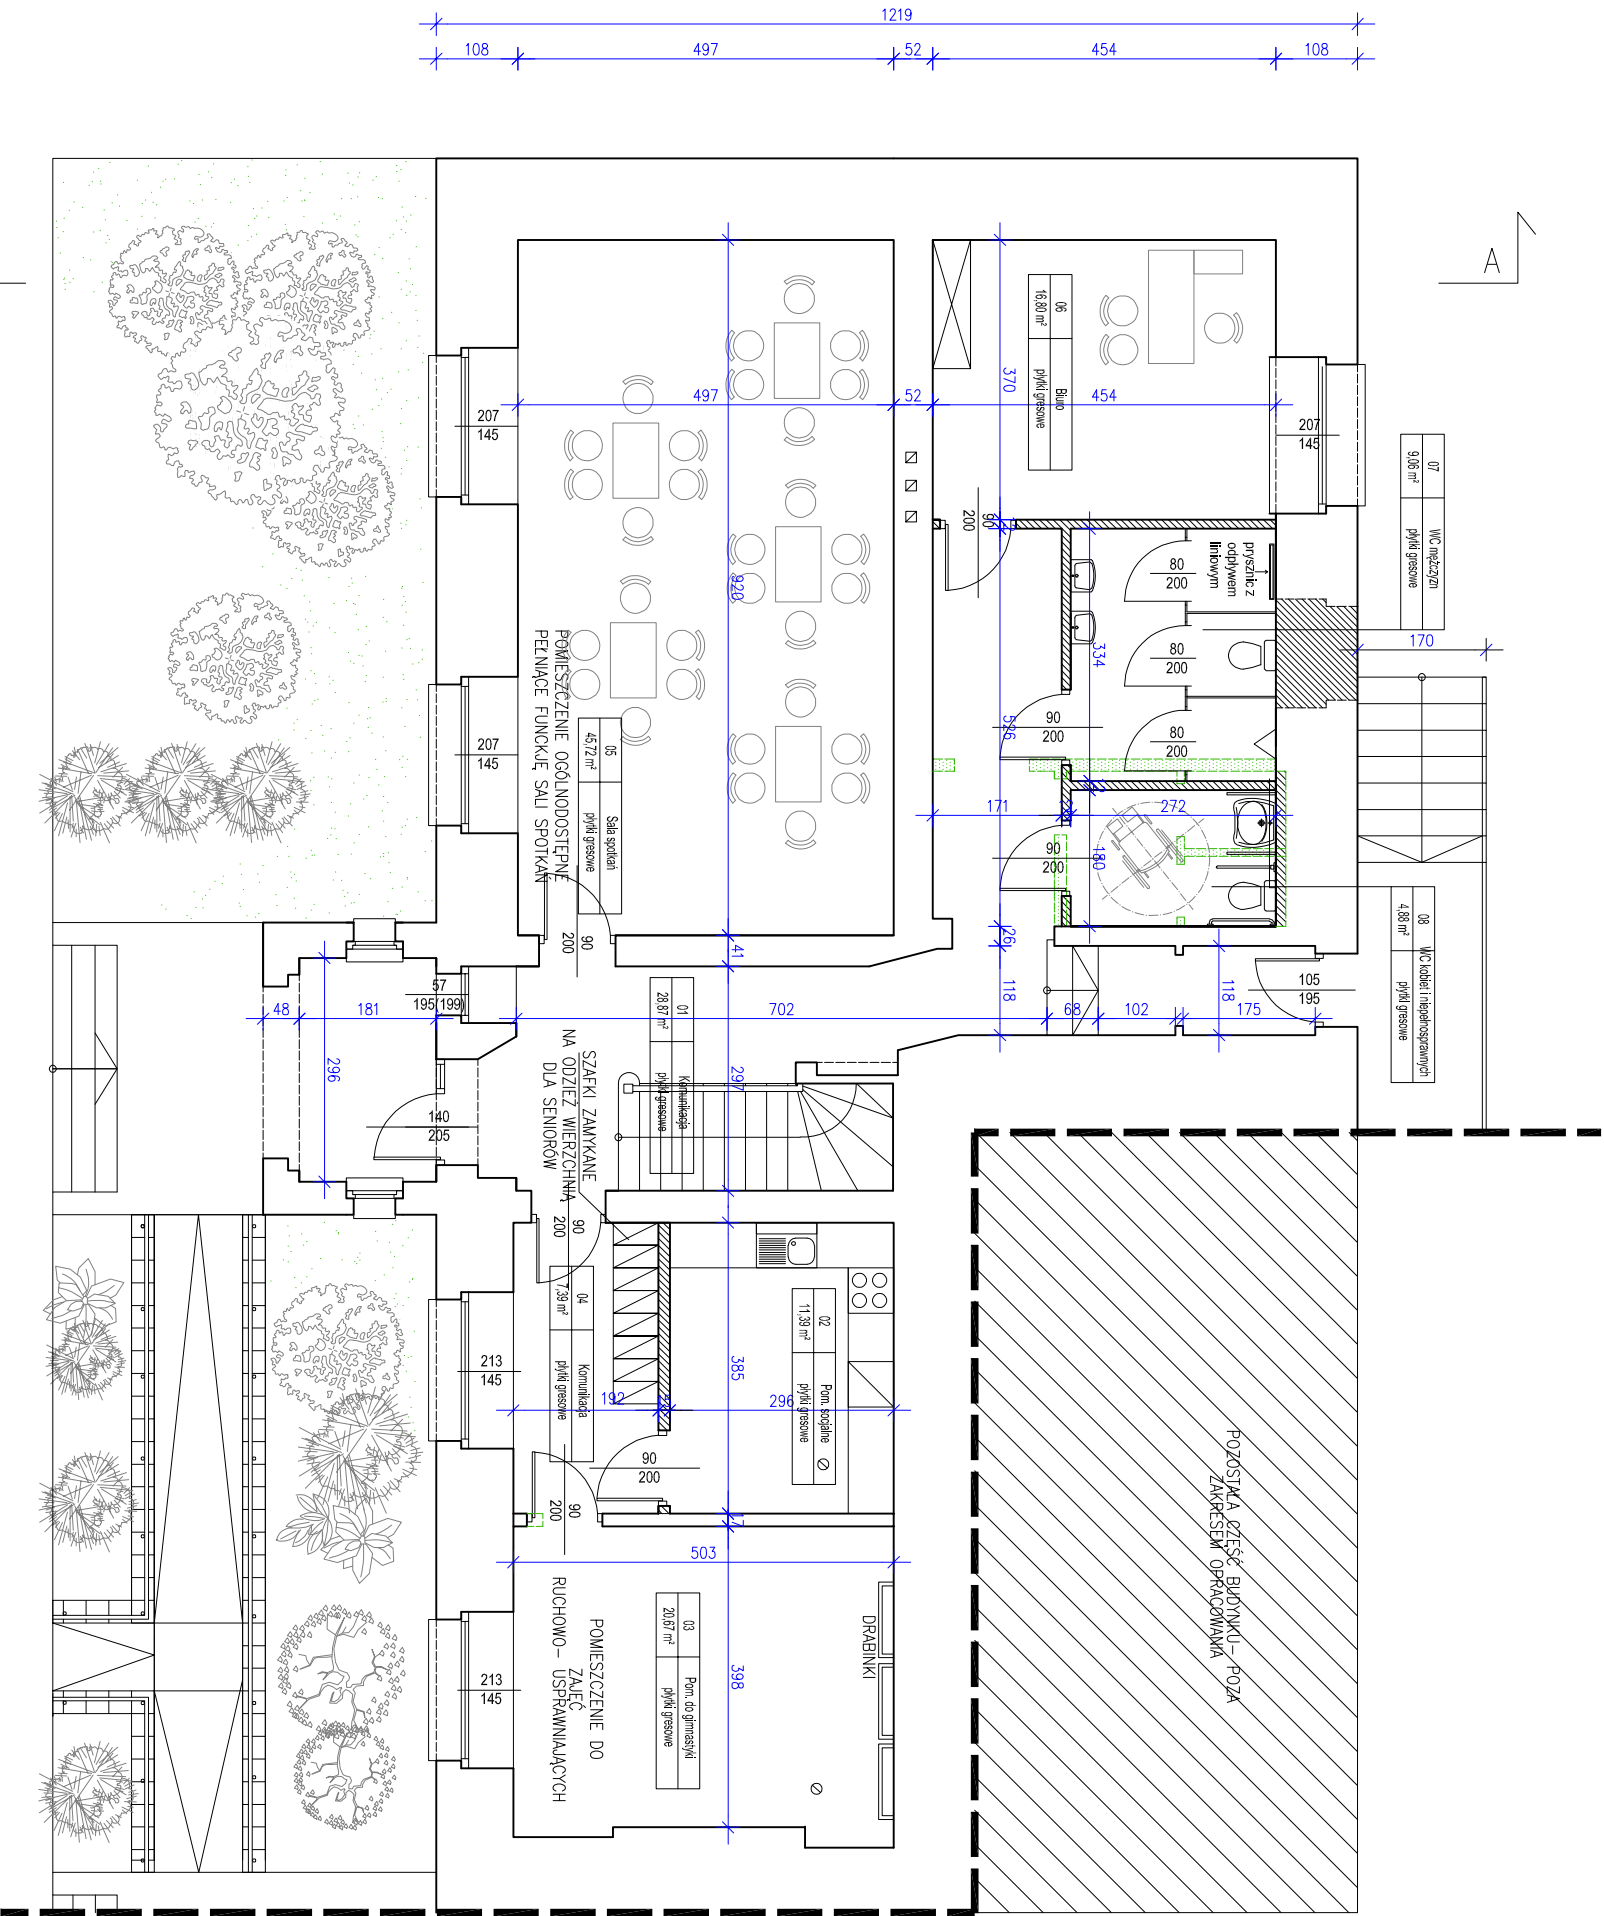 1219
108
497
52
454
108
A
06
16,80 m²
Biuro
płytki gresowe
370
497
52
454
207
145
207
145
07
9,06 m²
WC mężczyzn
płytki gresowe
90
200
80
200
prysznic z
odpływem
liniowym
80
200
334
170
920
POMIESZCZENIE OGÓLNODOSTĘPNE
PEŁNIĄCE FUNCKJĘ SALI SPOTKAŃ
05
45,72 m²
Sala spotkań
płytki gresowe
207
145
90
200
526
80
200
12
171
12
272
90
200
180
08
4,88 m²
WC kobiet i niepełnosprawnych
płytki gresowe
90
200
41
26
118
57
195(199)
48
181
702
68
102
118
175
105
195
01
28,87 m²
Komunikacja
płytki gresowe
296
297
SZAFKI ZAMYKANE
NA ODZIEŻ WIERZCHNIĄ
DLA SENIORÓW
140
205
90
200
04
7,39 m²
Komunikacja
płytki gresowe
02
11,39 m²
Pom. socjalne
płytki gresowe
213
145
385
192
296
90
200
90
200
17
503
POZOSTAŁA CZĘŚĆ BUDYNKU- POZA
ZAKRESEM OPRACOWANIA
POMIESZCZENIE DO
ZAJĘĆ
RUCHOWO- USPRAWNIAJĄCYCH
03
20,67 m²
Pom. do gimnastyki
płytki gresowe
398
DRABINKI
213
145